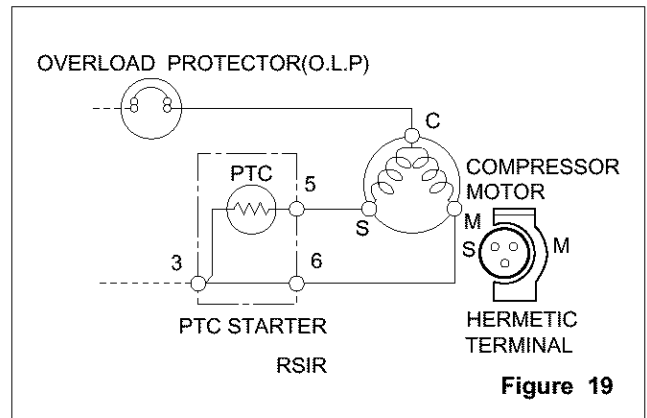 OVERLOAD PROTECTOR(O.L.P)
C
PTC
5
COMPRESSOR
MOTOR
S
M
S
M
3
6
PTC STARTER
HERMETIC
TERMINAL
RSIR
Figure 19